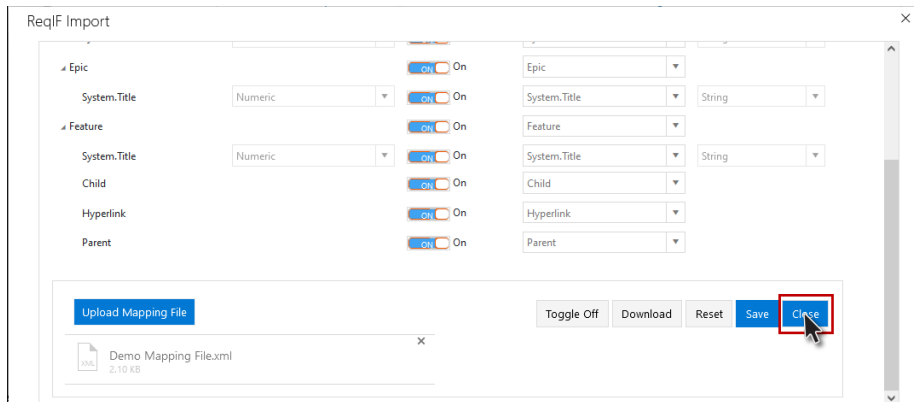 ReqIF Import
Epic ON On Epic
System.Title Numeric ON On System.Title String
Feature ON On Feature
System.Title Numeric ON On System.Title String
Child ON On Child
Hyperlink ON On Hyperlink
Parent ON On Parent
Upload Mapping File Toggle Off Download Reset Save Close
Demo Mapping File.xml
XML 2.10 KB